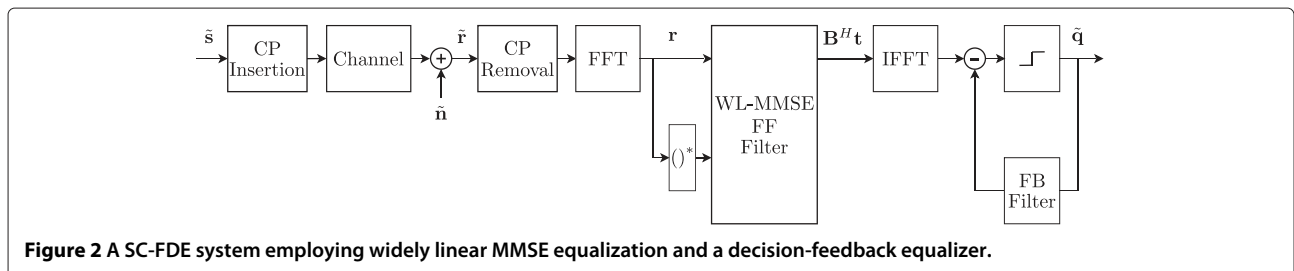 s̃
CP
Insertion
Channel
+
ñ
r̃
CP
Removal
FFT
r
()*
WL-MMSE
FF
Filter
B^H t
IFFT
-
q̃
FB
Filter
Figure 2 A SC-FDE system employing widely linear MMSE equalization and a decision-feedback equalizer.